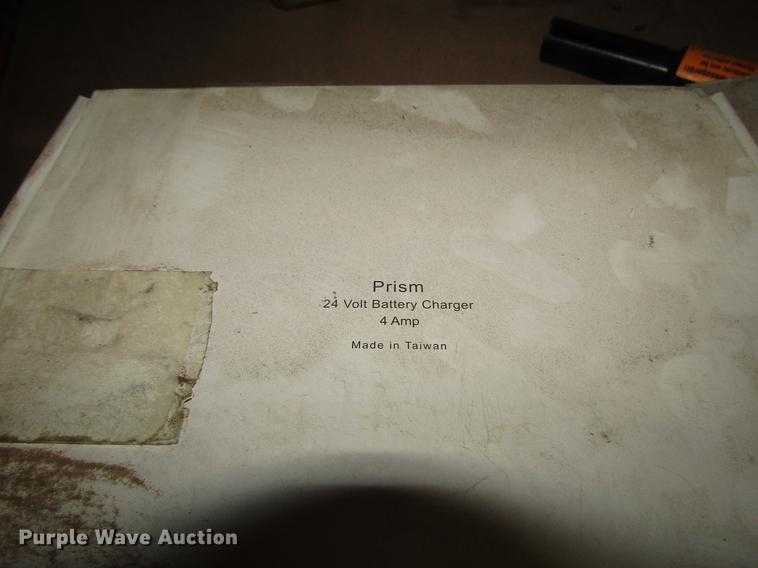 Prism
24 Volt Battery Charger
4 Amp
Made in Taiwan
Purple Wave Auction